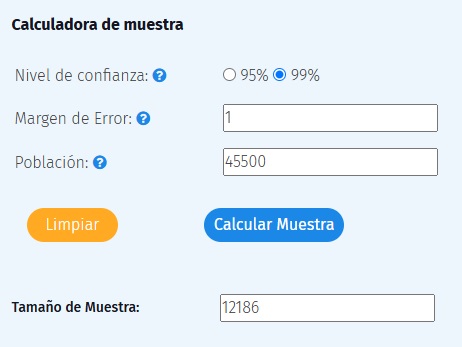 Calculadora de muestra
Nivel de confianza: ? 95% 99%
Margen de Error: ? 1
Población: ? 45500
Limpiar Calcular Muestra
Tamaño de Muestra: 12186